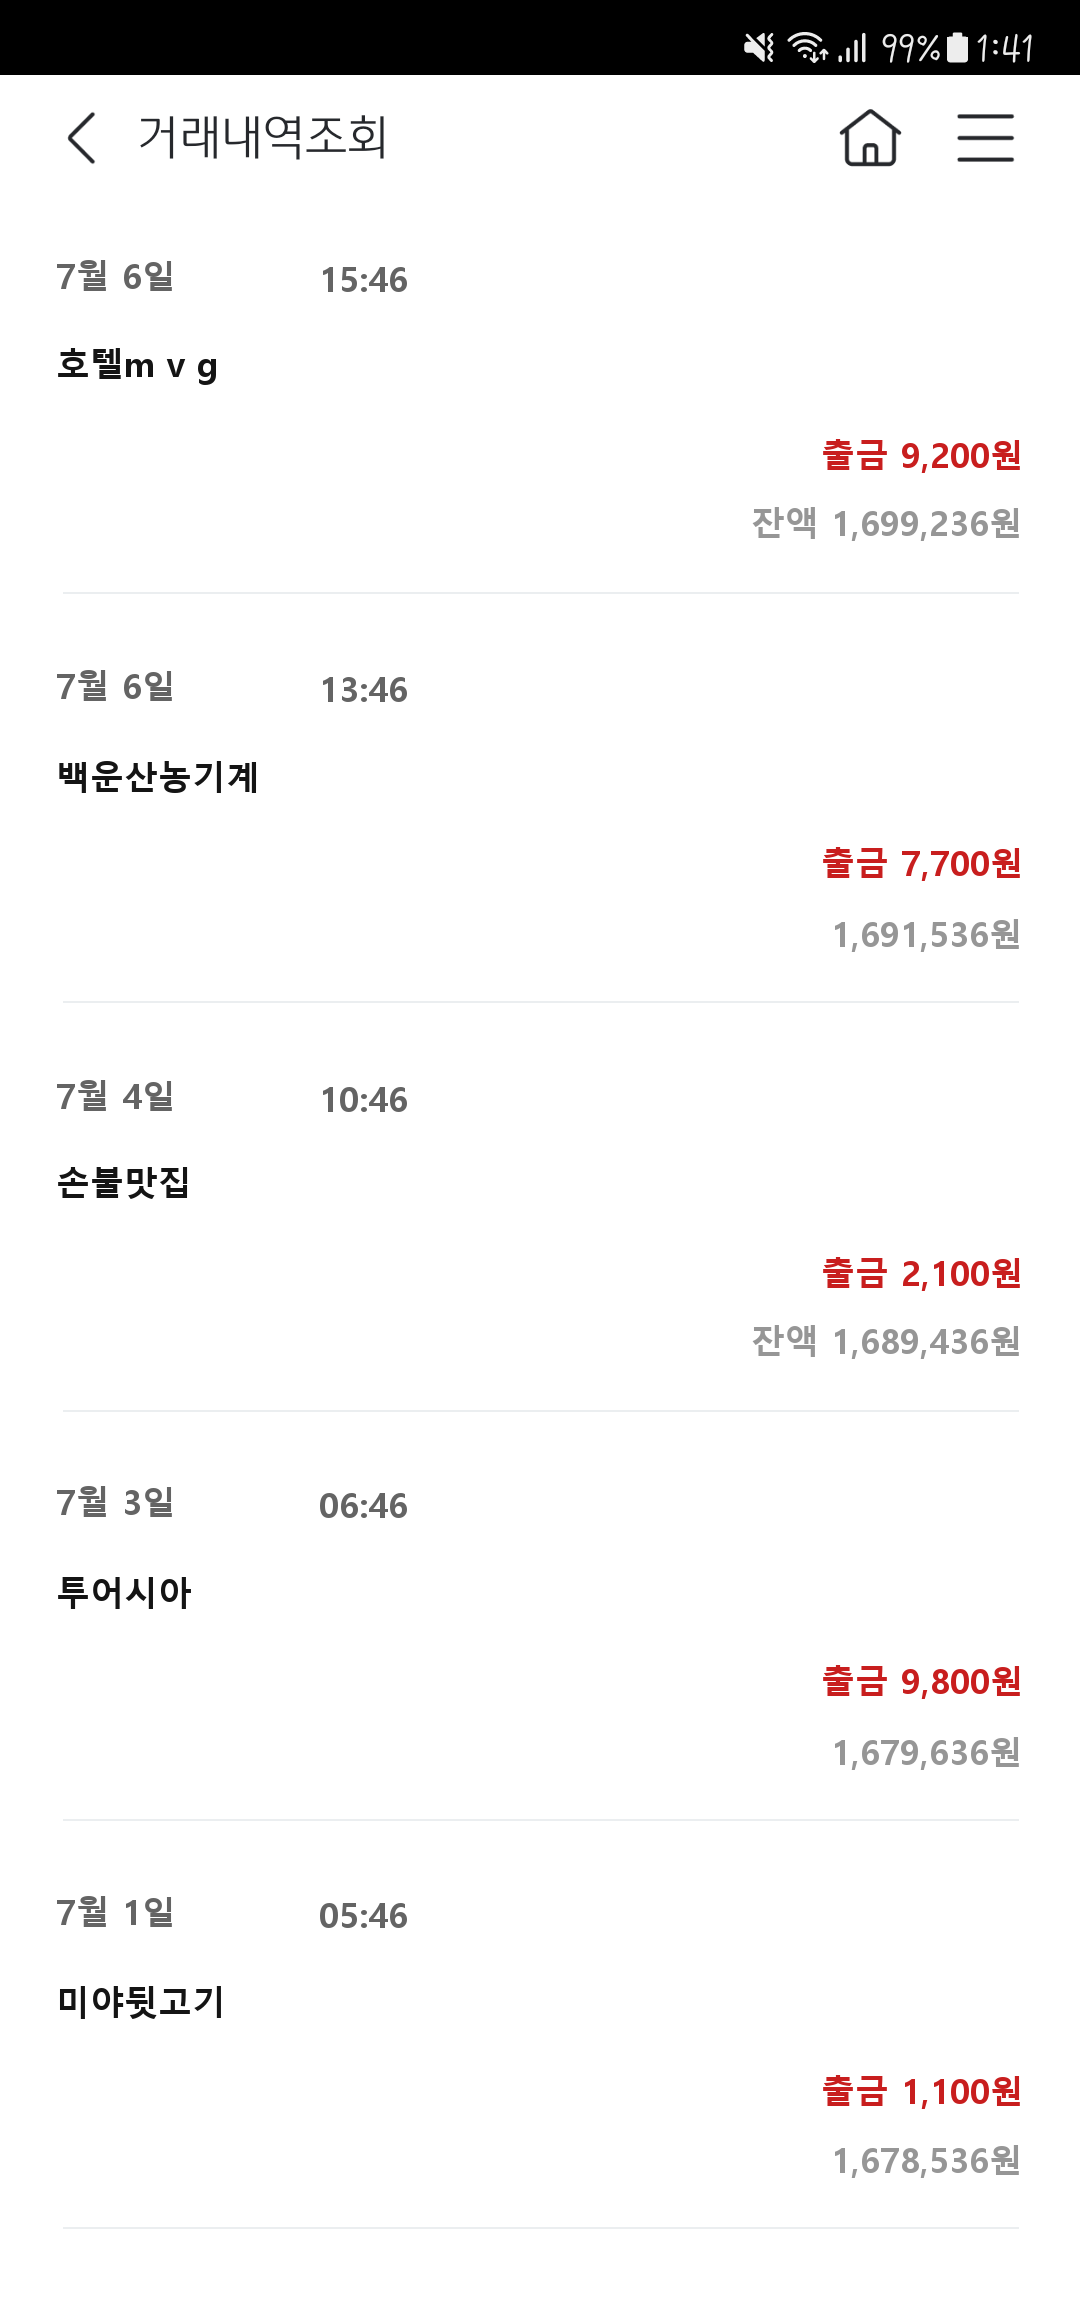 99% 1:41
거래내역조회
7월 6일 15:46
호텔m v g
출금 9,200원
잔액 1,699,236원
7월 6일 13:46
백운산농기계
출금 7,700원
1,691,536원
7월 4일 10:46
손불맛집
출금 2,100원
잔액 1,689,436원
7월 3일 06:46
투어시아
출금 9,800원
1,679,636원
7월 1일 05:46
미야뒷고기
출금 1,100원
1,678,536원